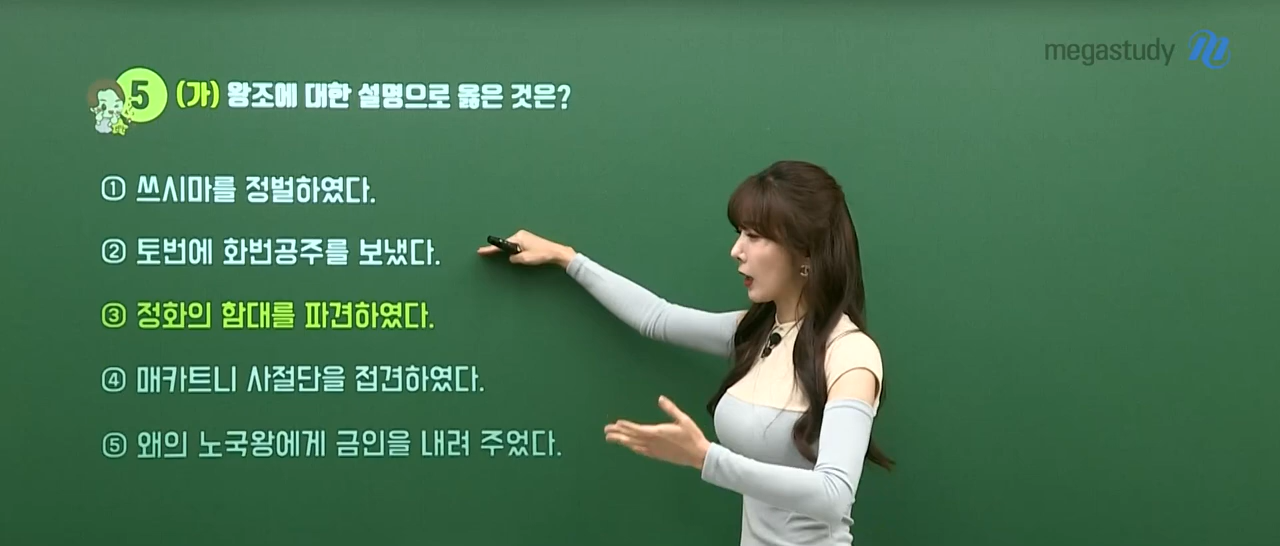 megastudy
5 (가) 왕조에 대한 설명으로 옳은 것은?
① 쓰시마를 정벌하였다.
② 토번에 화번공주를 보냈다.
③ 정화의 함대를 파견하였다.
④ 매카트니 사절단을 접견하였다.
⑤ 왜의 노국왕에게 금인을 내려 주었다.